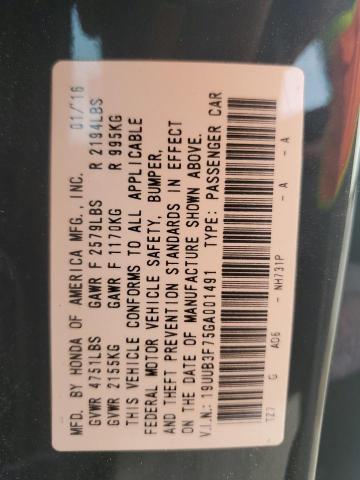 MFD. BY HONDA OF AMERICA MFG., INC. 01/'16
GVWR 4751LBS GAWR F 2579LBS R 2194LBS
GVWR 2155KG GAWR F 1170KG R 995KG
THIS VEHICLE CONFORMS TO ALL APPLICABLE
FEDERAL MOTOR VEHICLE SAFETY, BUMPER,
AND THEFT PREVENTION STANDARDS IN EFFECT
ON THE DATE OF MANUFACTURE SHOWN ABOVE.
V.I.N.: 19UUB3F75GA001491 TYPE: PASSENGER CAR
TZ7 G A06 - NH731P - A - A